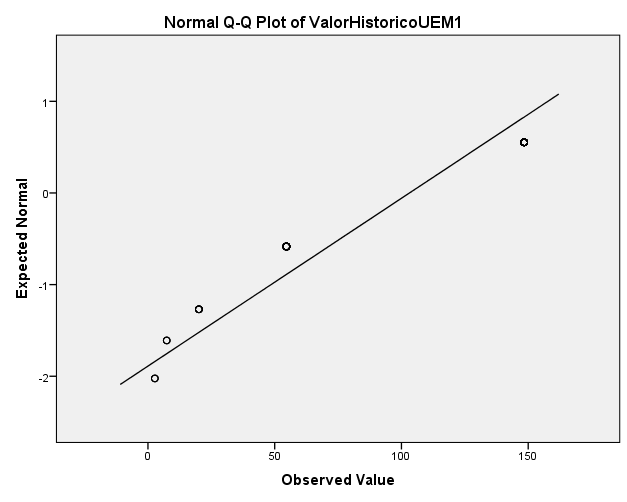 Normal Q-Q Plot of ValorHistoricoUEM1
1
0
-1
-2
Expected Normal
0 50 100 150
Observed Value